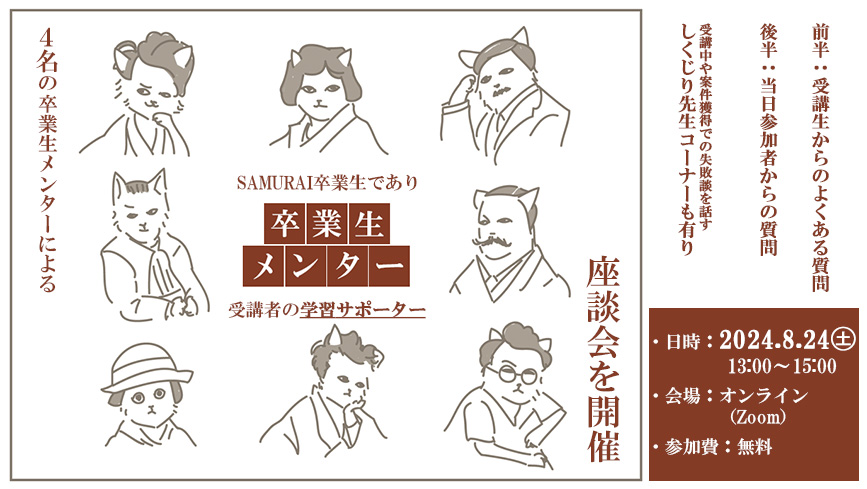 4名の卒業生メンターによる
SAMURAI卒業生であり
卒業生
メンター
受講者の学習サポーター
座談会を開催
前半：受講生からのよくある質問
後半：当日参加者からの質問
受講中や案件獲得での失敗談を話す
しくじり先生コーナーも有り
・日時：2024.8.24㊏
13:00～15:00
・会場：オンライン
(Zoom)
・参加費：無料